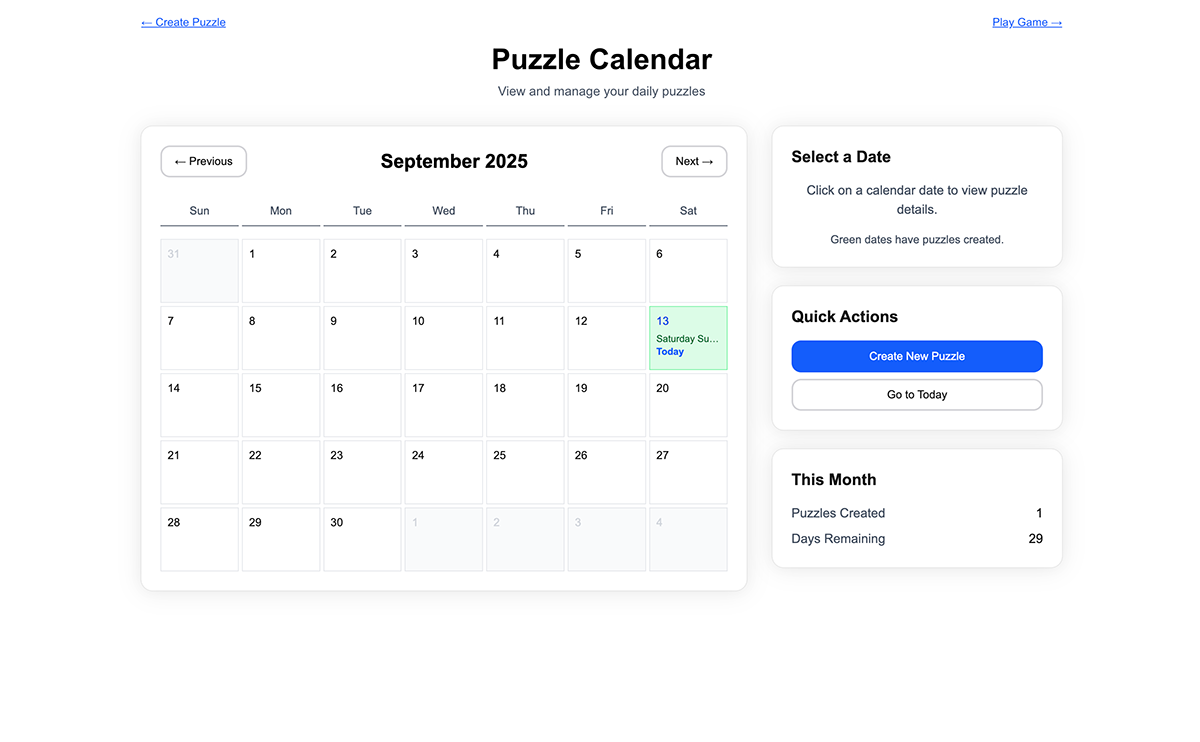 ← Create Puzzle
Play Game →
Puzzle Calendar
View and manage your daily puzzles
← Previous
September 2025
Next →
Sun Mon Tue Wed Thu Fri Sat
31 1 2 3 4 5 6
7 8 9 10 11 12 13
Saturday Su...
Today
14 15 16 17 18 19 20
21 22 23 24 25 26 27
28 29 30 1 2 3 4
Select a Date
Click on a calendar date to view puzzle
details.
Green dates have puzzles created.
Quick Actions
Create New Puzzle
Go to Today
This Month
Puzzles Created 1
Days Remaining 29